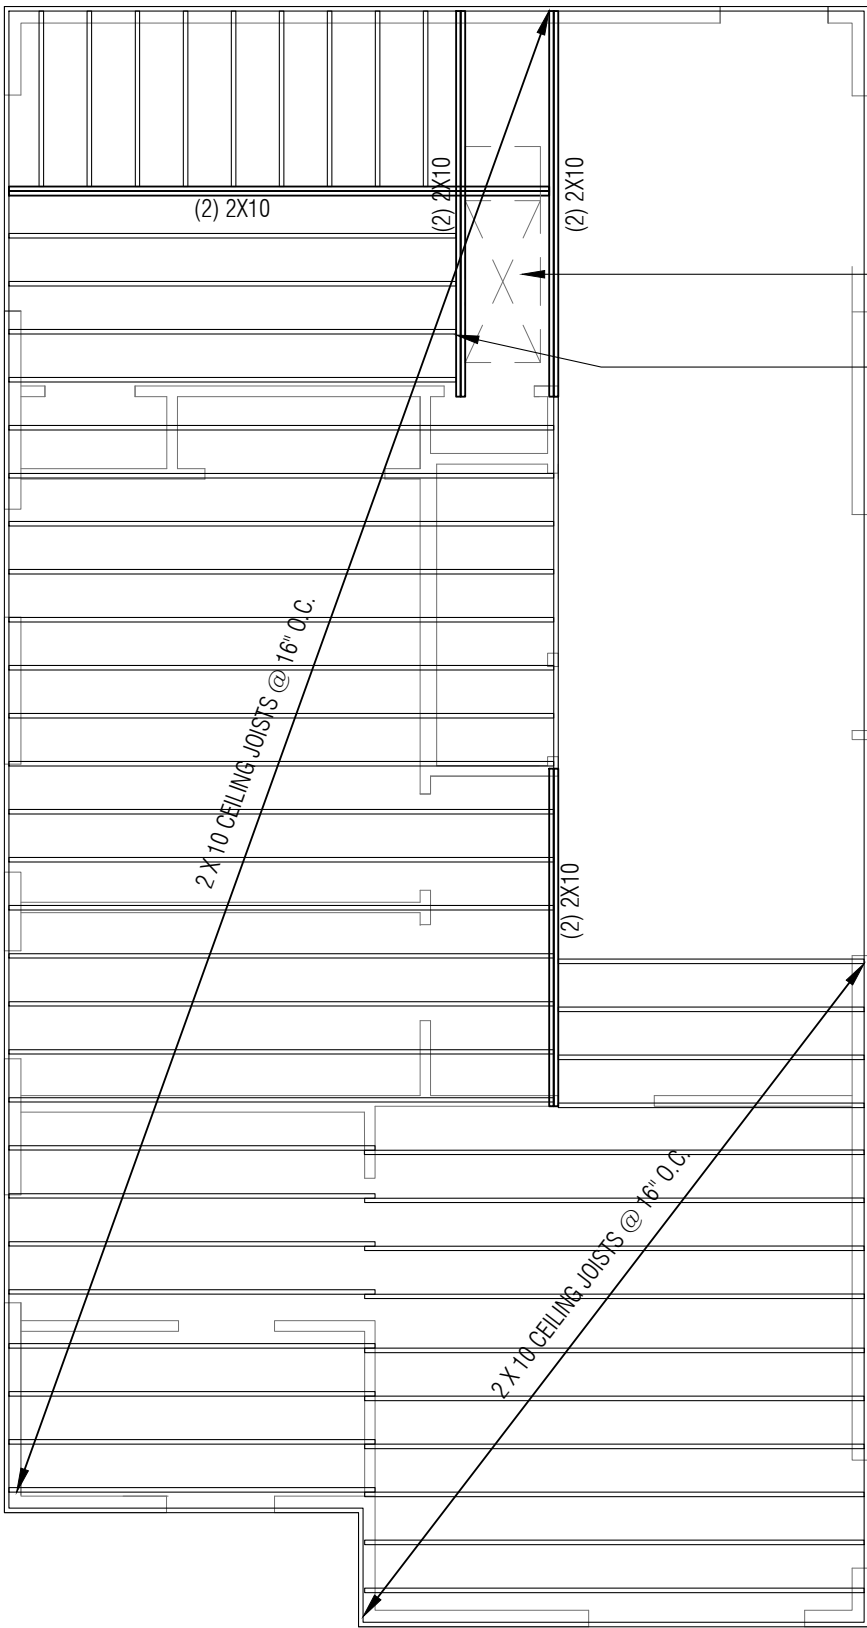 (2) 2X10
(2) 2X10
(2) 2X10
2 X 10 CEILING JOISTS @ 16" O.C.
(2) 2X10
2 X 10 CEILING JOISTS @ 16" O.C.